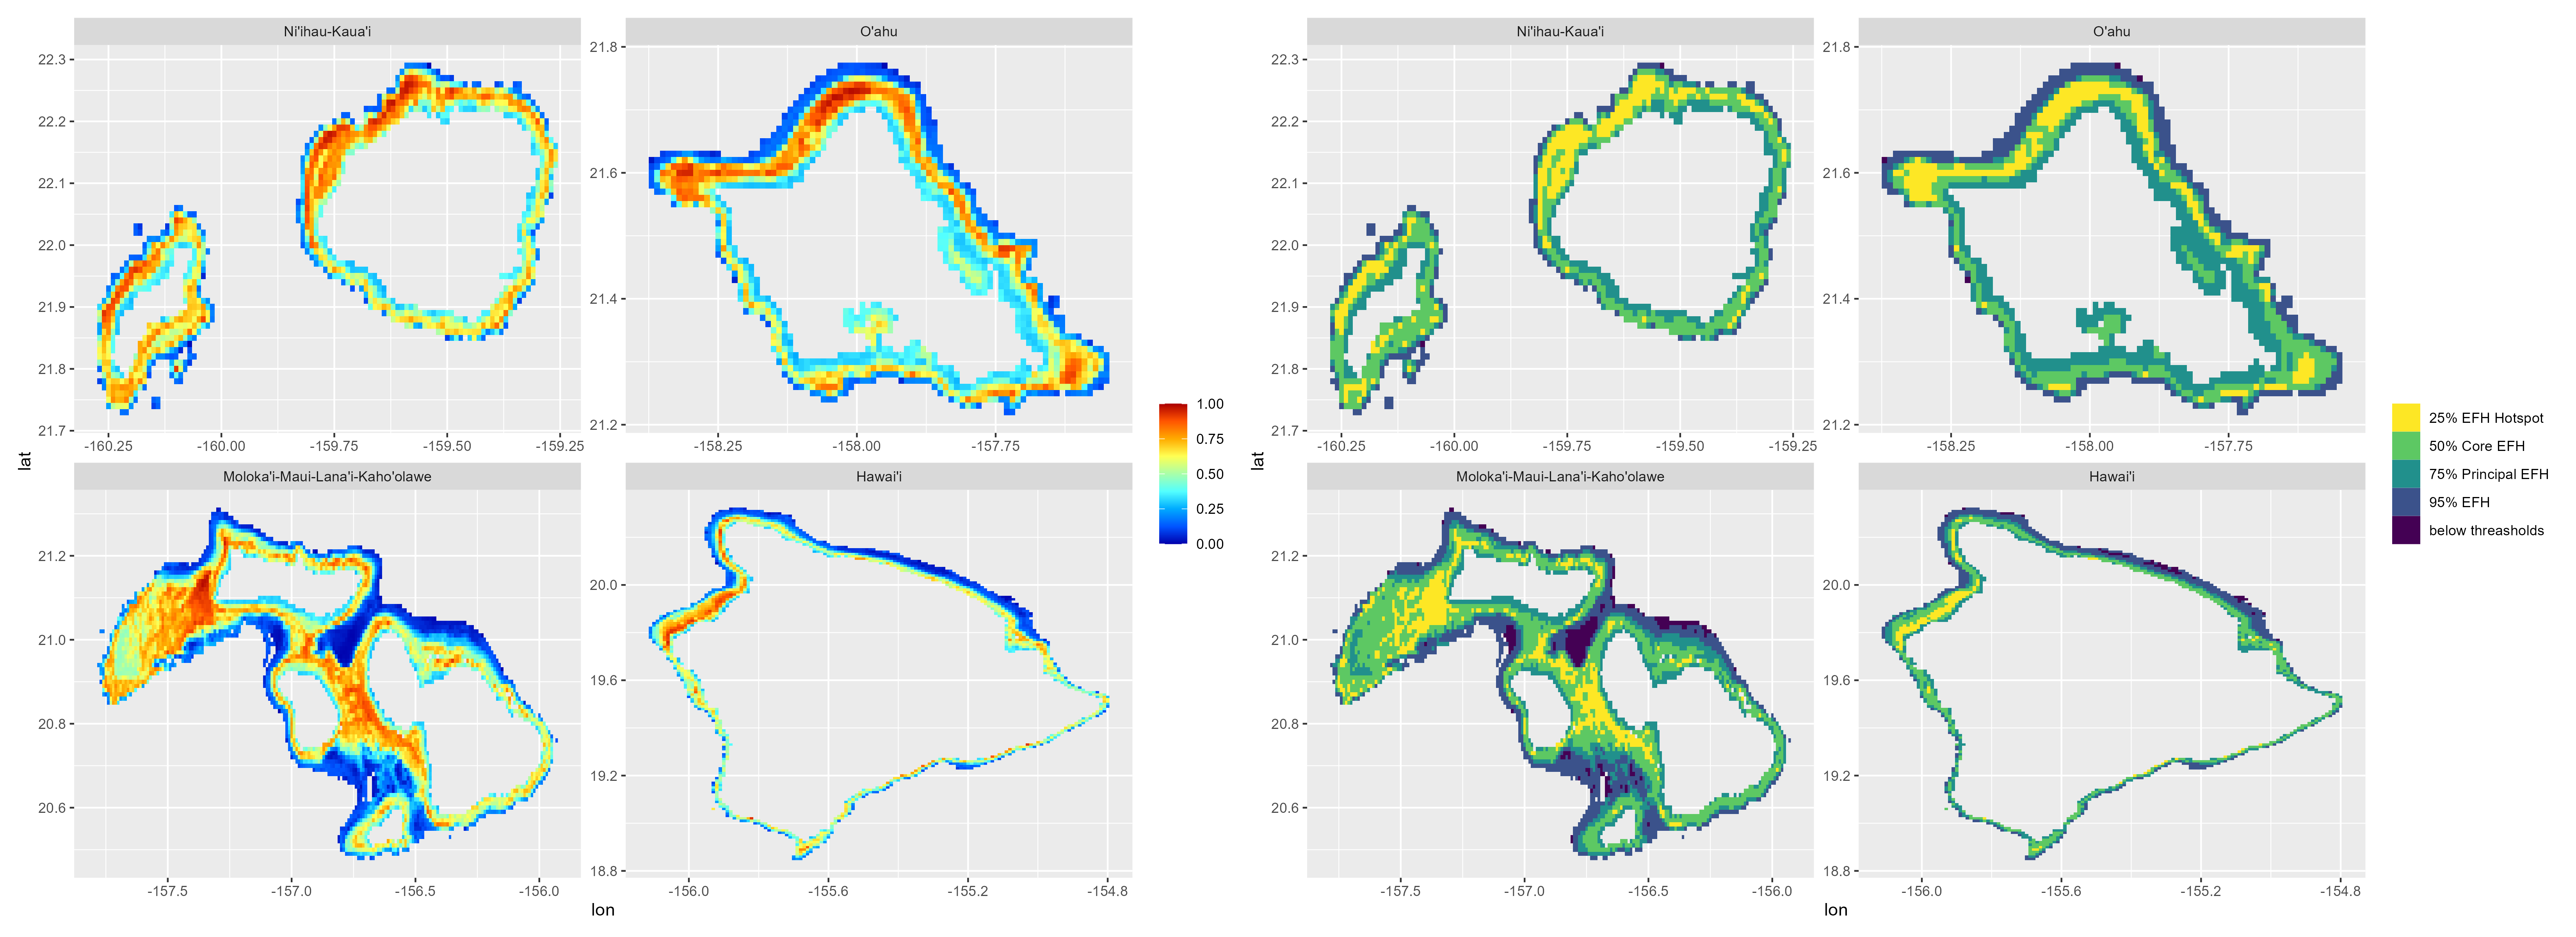 Ni'ihau-Kaua'i
O'ahu
22.3
22.2
22.1
22.0
21.9
21.8
21.7
-160.25 -160.00 -159.75 -159.50 -159.25
21.8
21.6
21.4
21.2
-158.25 -158.00 -157.75
Moloka'i-Maui-Lana'i-Kaho'olawe
Hawai'i
21.2
21.0
20.8
20.6
-157.5 -157.0 -156.5 -156.0
20.0
19.6
19.2
18.8
-156.0 -155.6 -155.2 -154.8
lat
lon
1.00
0.75
0.50
0.25
0.00
Ni'ihau-Kaua'i
O'ahu
22.3
22.2
22.1
22.0
21.9
21.8
21.7
-160.25 -160.00 -159.75 -159.50 -159.25
21.8
21.6
21.4
21.2
-158.25 -158.00 -157.75
Moloka'i-Maui-Lana'i-Kaho'olawe
Hawai'i
21.2
21.0
20.8
20.6
-157.5 -157.0 -156.5 -156.0
20.0
19.6
19.2
18.8
-156.0 -155.6 -155.2 -154.8
lat
lon
25% EFH Hotspot
50% Core EFH
75% Principal EFH
95% EFH
below threasholds